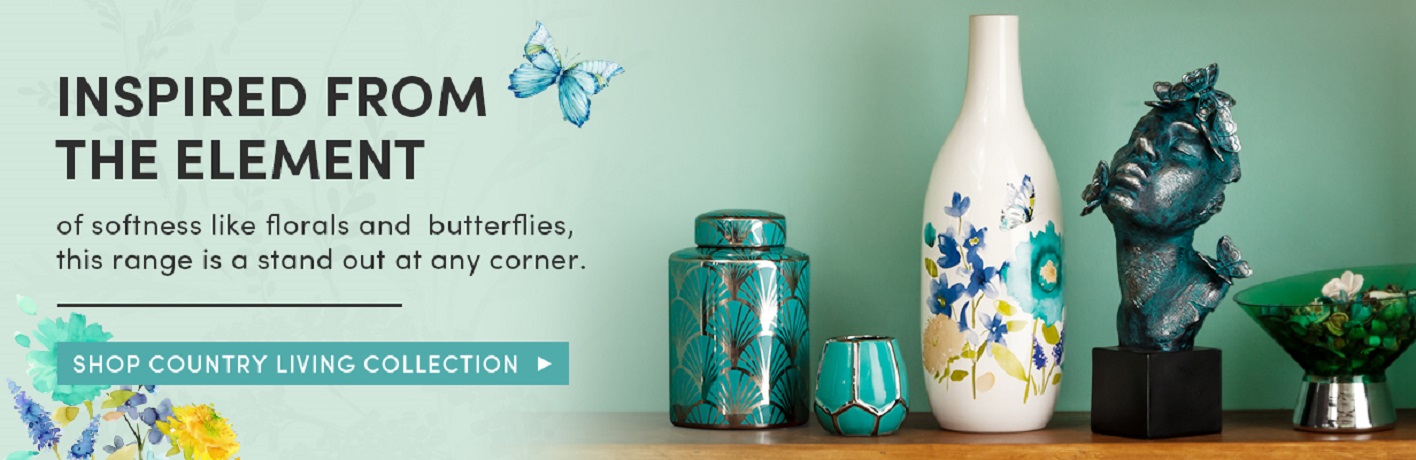 INSPIRED FROM
THE ELEMENT
of softness like florals and  butterflies,
this range is a stand out at any corner.
SHOP COUNTRY LIVING COLLECTION ►